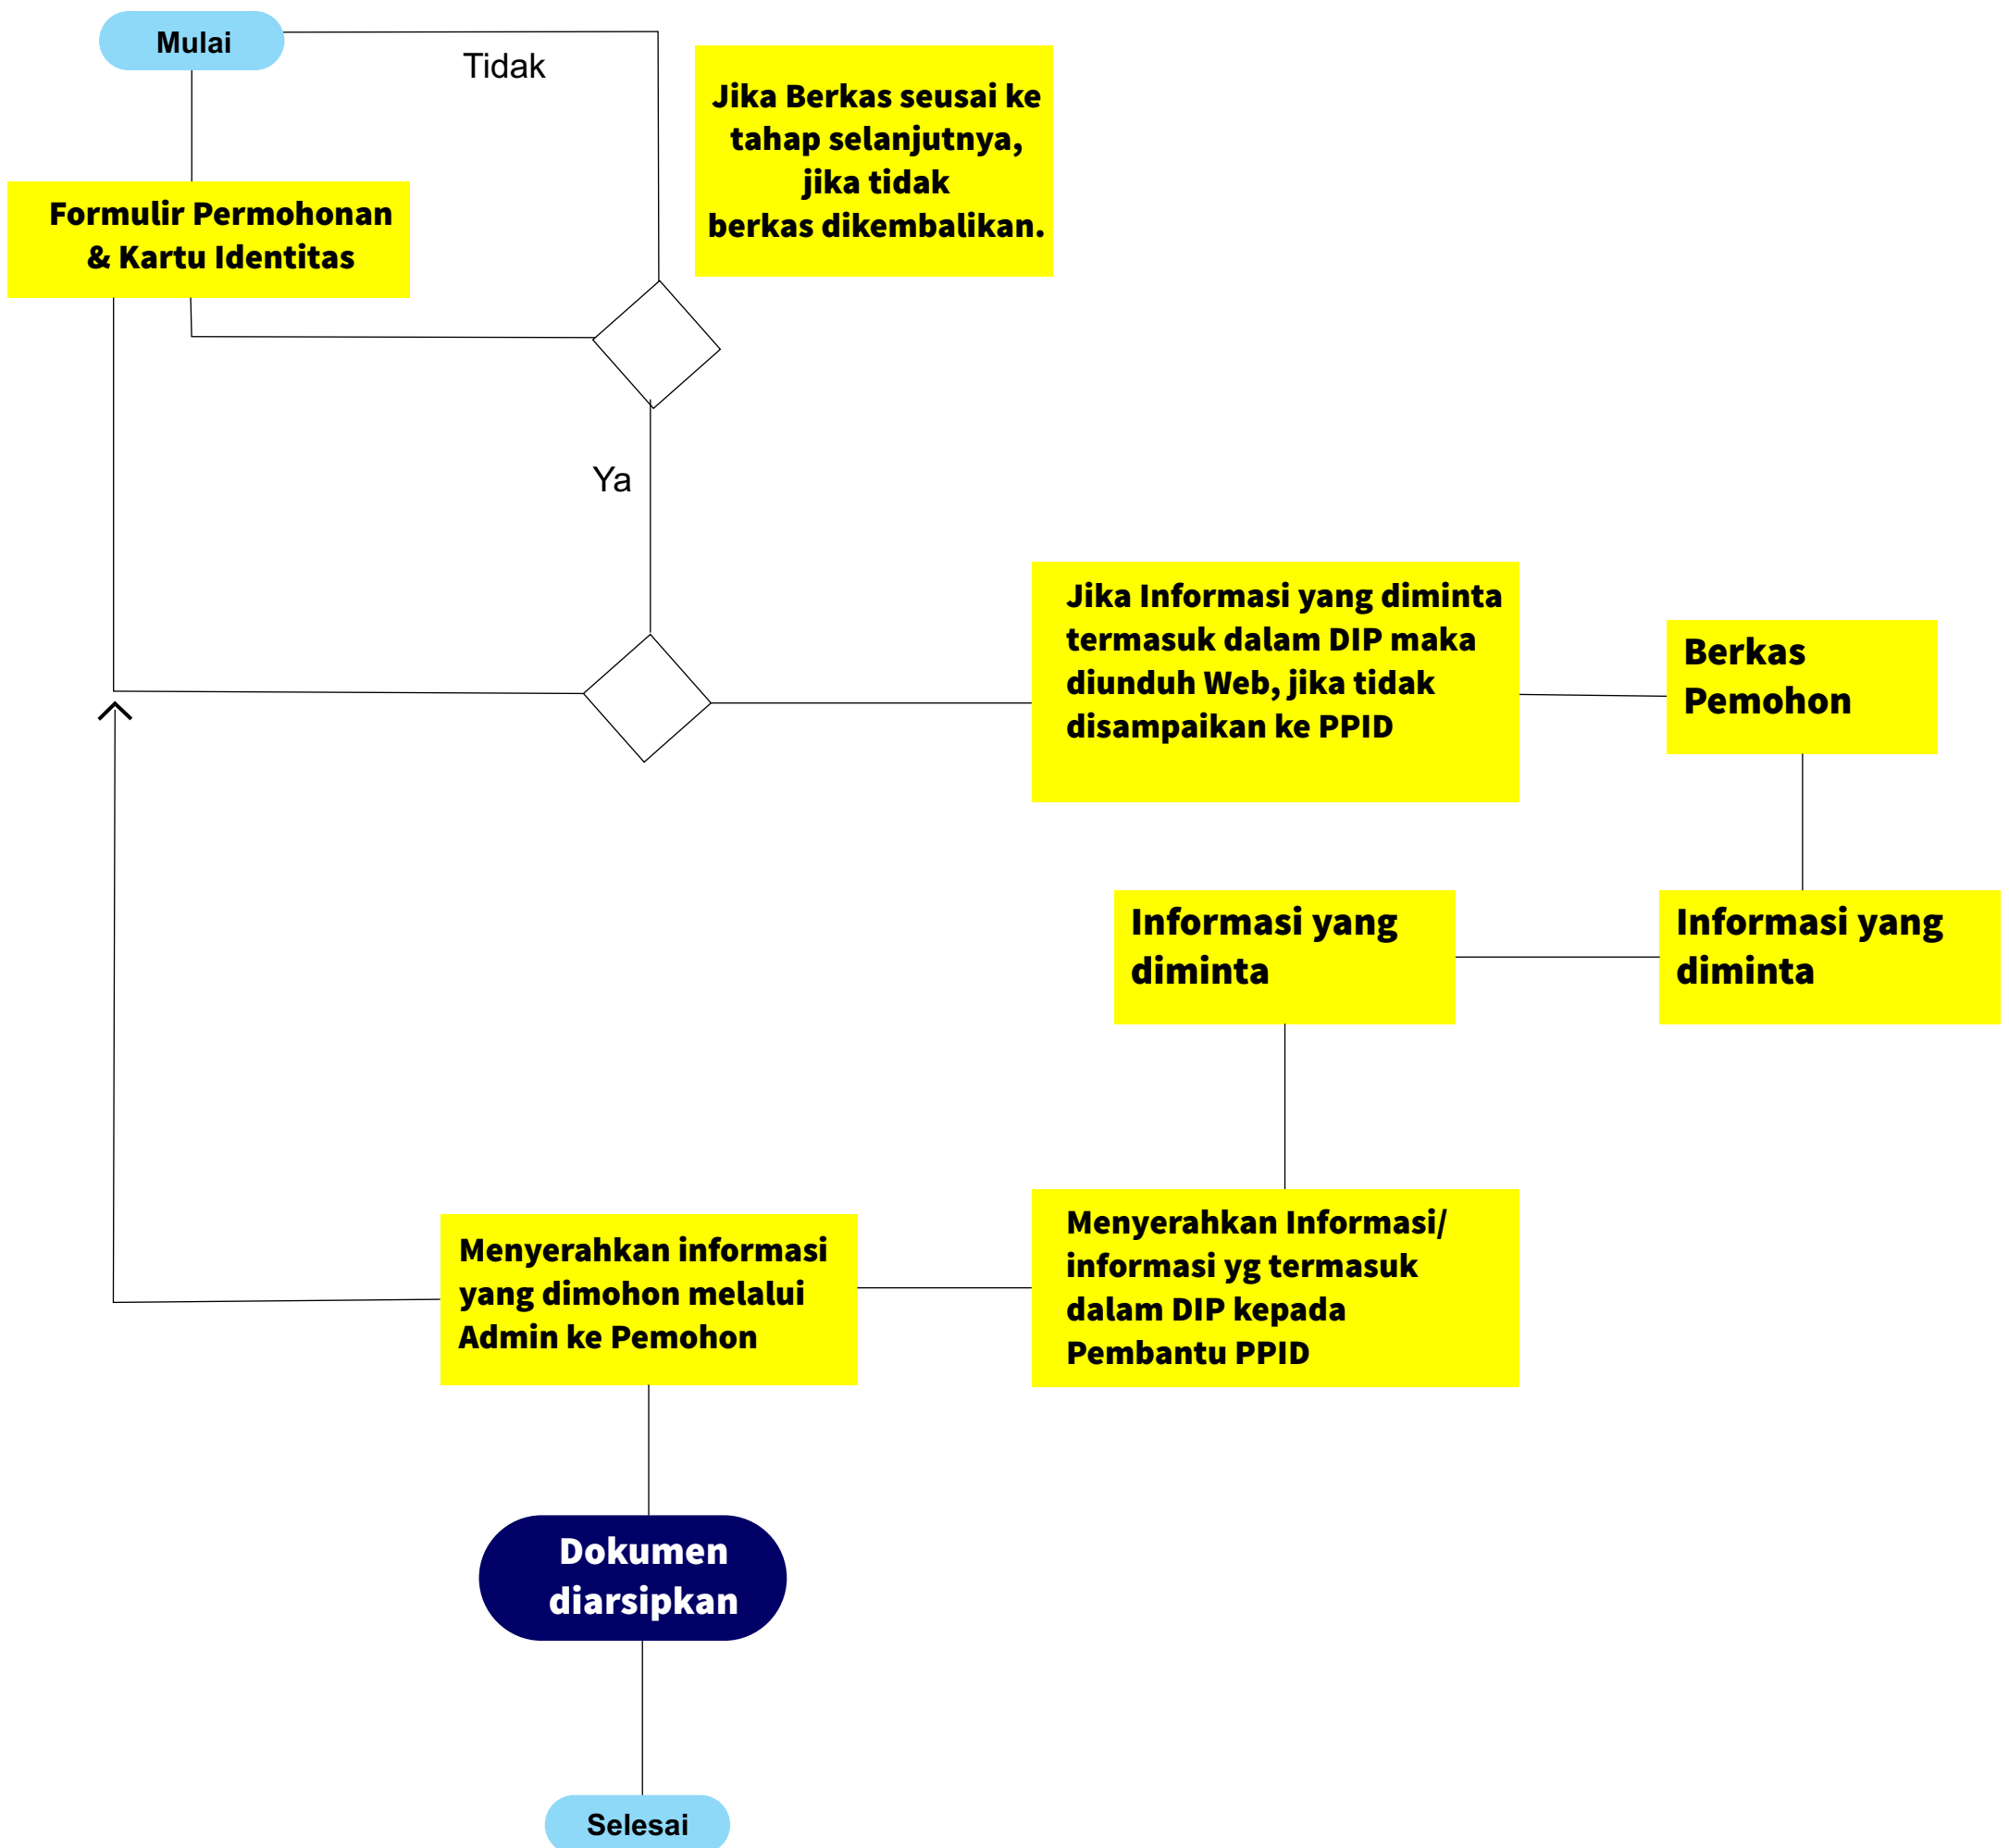 Mulai
Tidak
Jika Berkas seusai ke
tahap selanjutnya,
jika tidak
berkas dikembalikan.
Formulir Permohonan
& Kartu Identitas
Ya
Jika Informasi yang diminta
termasuk dalam DIP maka
diunduh Web, jika tidak
disampaikan ke PPID
Berkas
Pemohon
Informasi yang
diminta
Informasi yang
diminta
Menyerahkan Informasi/
informasi yg termasuk
dalam DIP kepada
Pembantu PPID
Menyerahkan informasi
yang dimohon melalui
Admin ke Pemohon
Dokumen
diarsipkan
Selesai